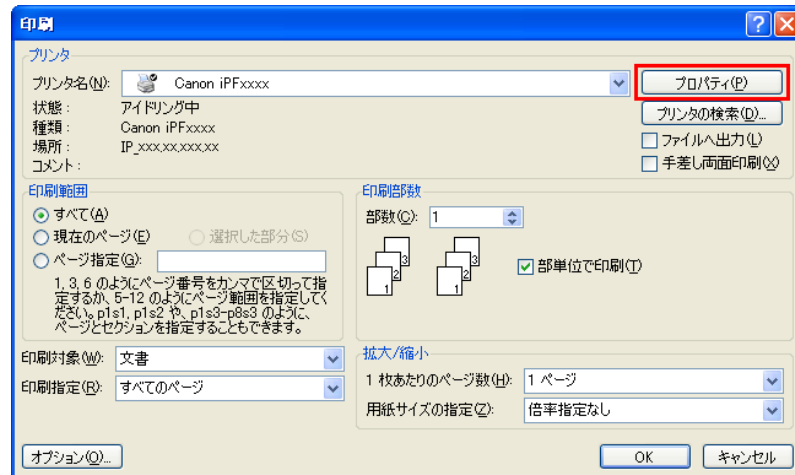 印刷
プリンタ
プリンタ名(N): Canon iPFxxxx プロパティ(P)
状態: アイドリング中 プリンタの検索(D)...
種類: Canon iPFxxxx
場所: IP_xxx,xx,xxx,xx ファイルへ出力(L)
コメント: 手差し両面印刷(X)
印刷範囲
すべて(A)
現在のページ(E) 選択した部分(S)
ページ指定(G):
1,3,6 のようにページ番号をカンマで区切って指
定するか、5-12 のようにページ範囲を指定してく
ださい。p1s1, p1s2 や、p1s3-p8s3 のように、
ページとセクションを指定することもできます。
印刷部数
部数(C): 1
1 2 3 1 2 3
部単位で印刷(T)
印刷対象(W): 文書
印刷指定(R): すべてのページ
拡大/縮小
1 枚あたりのページ数(H): 1 ページ
用紙サイズの指定(Z): 倍率指定なし
オプション(O)... OK キャンセル